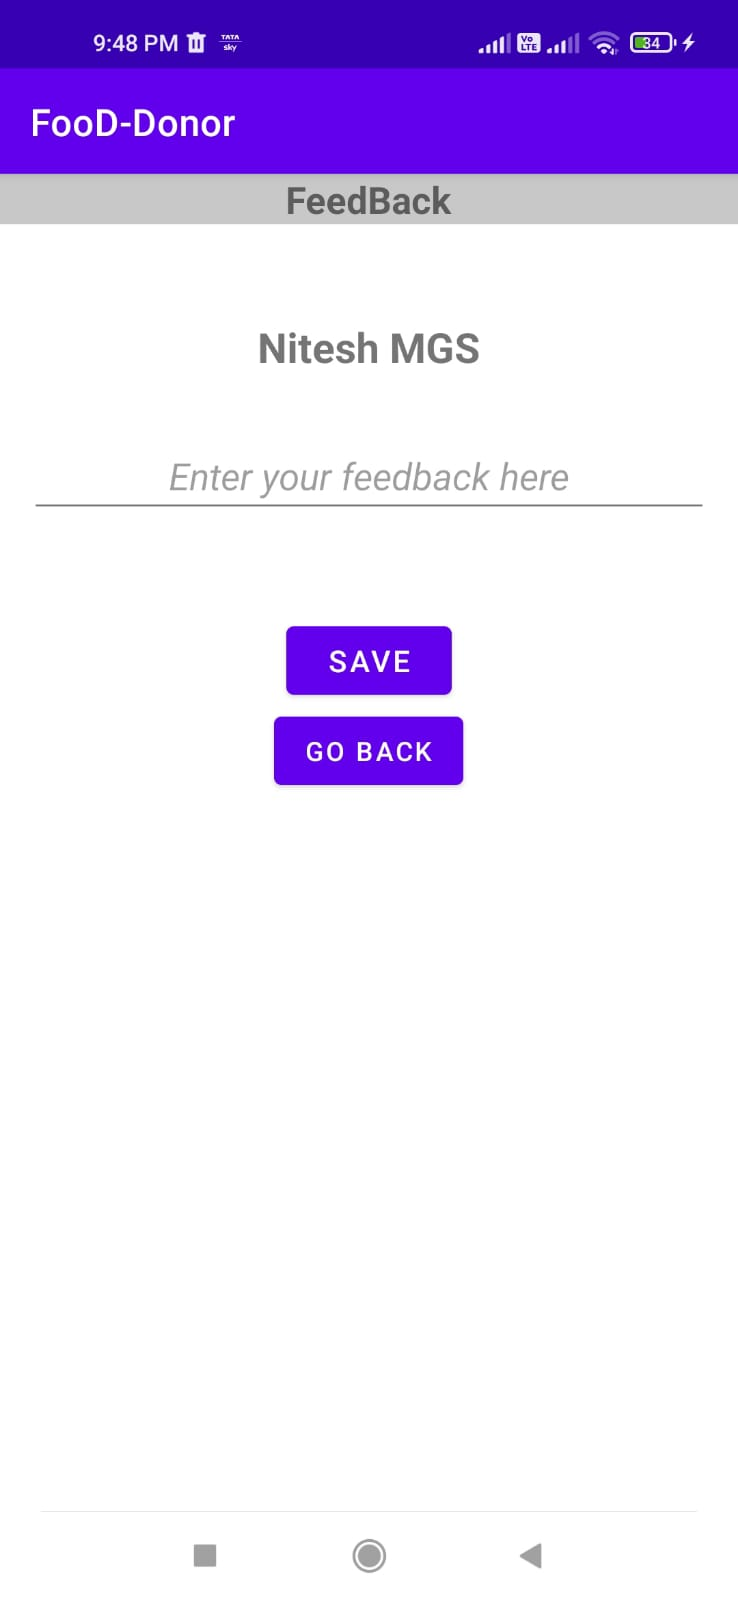 9:48 PM TATA sky Vo LTE 34
FooD-Donor
FeedBack
Nitesh MGS
Enter your feedback here
SAVE
GO BACK